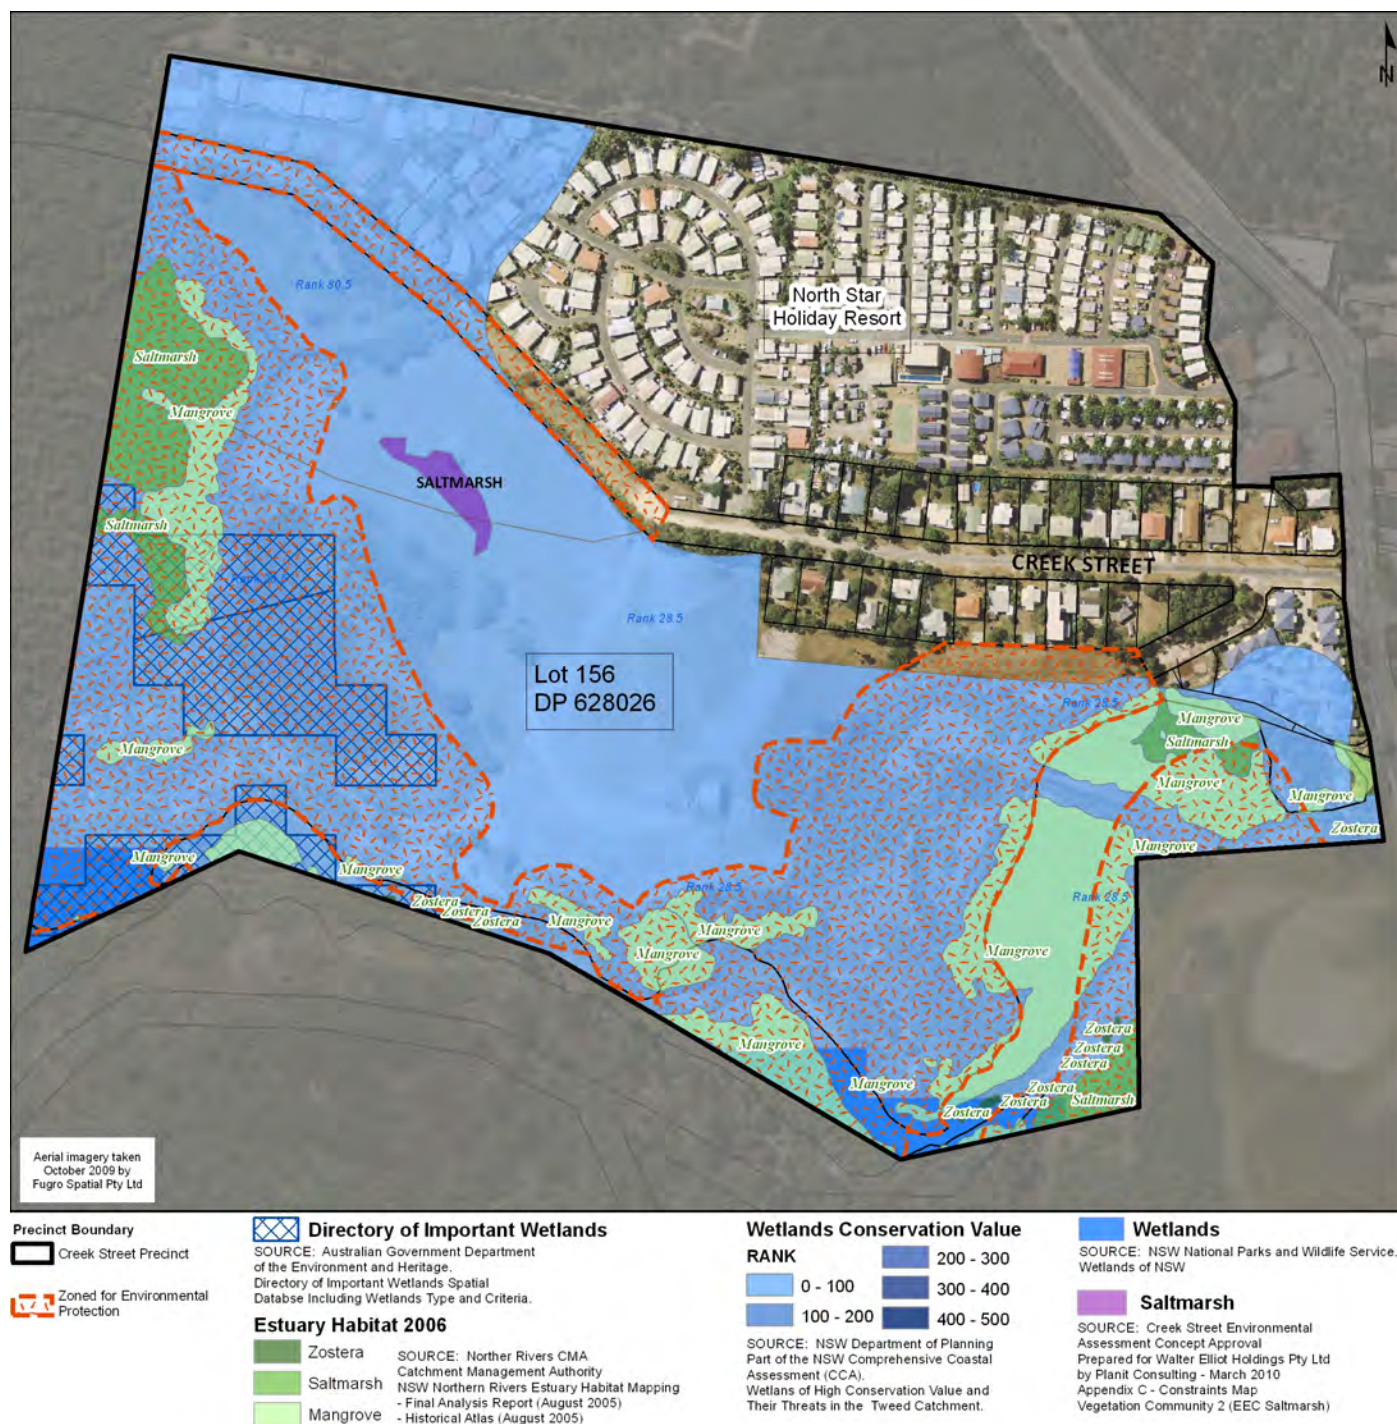 N
Rank 80.5
North Star
Holiday Resort
Saltmarsh
Mangrove
SALTMARSH
Saltmarsh
CREEK STREET
Rank 28.5
Lot 156
DP 628026
Rank 28.5
Mangrove
Saltmarsh
Mangrove
Mangrove
Mangrove
Zostera
Mangrove
Mangrove
Mangrove
Rank 28.5
Rank 28.5
Zostera
Zostera
Zostera
Mangrove
Mangrove
Mangrove
Mangrove
Zostera
Zostera
Zostera
Mangrove
Mangrove
Zostera
Zostera
Zostera
Saltmarsh
Aerial imagery taken
October 2009 by
Fugro Spatial Pty Ltd
Precinct Boundary
Creek Street Precinct
Zoned for Environmental
Protection
Directory of Important Wetlands
SOURCE: Australian Government Department
of the Environment and Heritage.
Directory of Important Wetlands Spatial
Databse Including Wetlands Type and Criteria.
Estuary Habitat 2006
Zostera
Saltmarsh
Mangrove
SOURCE: Norther Rivers CMA
Catchment Management Authority
NSW Northern Rivers Estuary Habitat Mapping
- Final Analysis Report (August 2005)
- Historical Atlas (August 2005)
Wetlands Conservation Value
RANK
0 - 100
100 - 200
200 - 300
300 - 400
400 - 500
SOURCE: NSW Department of Planning
Part of the NSW Comprehensive Coastal
Assessment (CCA).
Wetlans of High Conservation Value and
Their Threats in the Tweed Catchment.
Wetlands
SOURCE: NSW National Parks and Wildlife Service.
Wetlands of NSW
Saltmarsh
SOURCE: Creek Street Environmental
Assessment Concept Approval
Prepared for Walter Elliot Holdings Pty Ltd
by Planit Consulting - March 2010
Appendix C - Constraints Map
Vegetation Community 2 (EEC Saltmarsh)